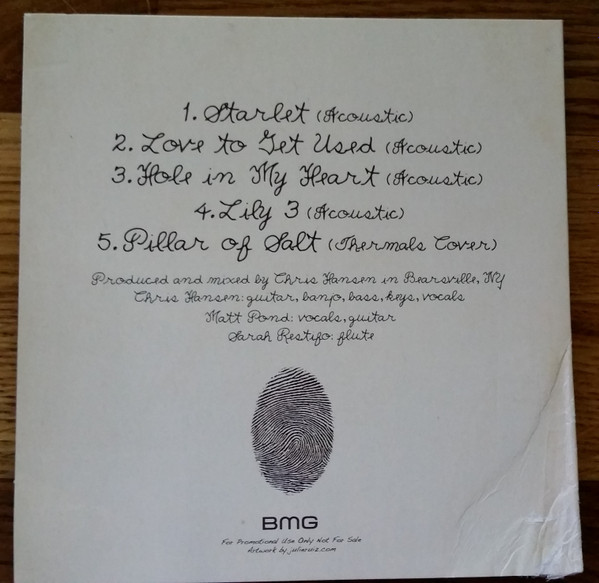 1. Starlet (Acoustic)
2. Love to Get Used (Acoustic)
3. Hole in My Heart (Acoustic)
4. Lily 3 (Acoustic)
5. Pillar of Salt (Thermals Cover)
Produced and mixed by Chris Hansen in Bearsville, NY
Chris Hansen: guitar, banjo, bass, keys, vocals
Matt Pond: vocals, guitar
Sarah Restifo: flute
BMG
For Promotional Use Only Not For Sale
Artwork by